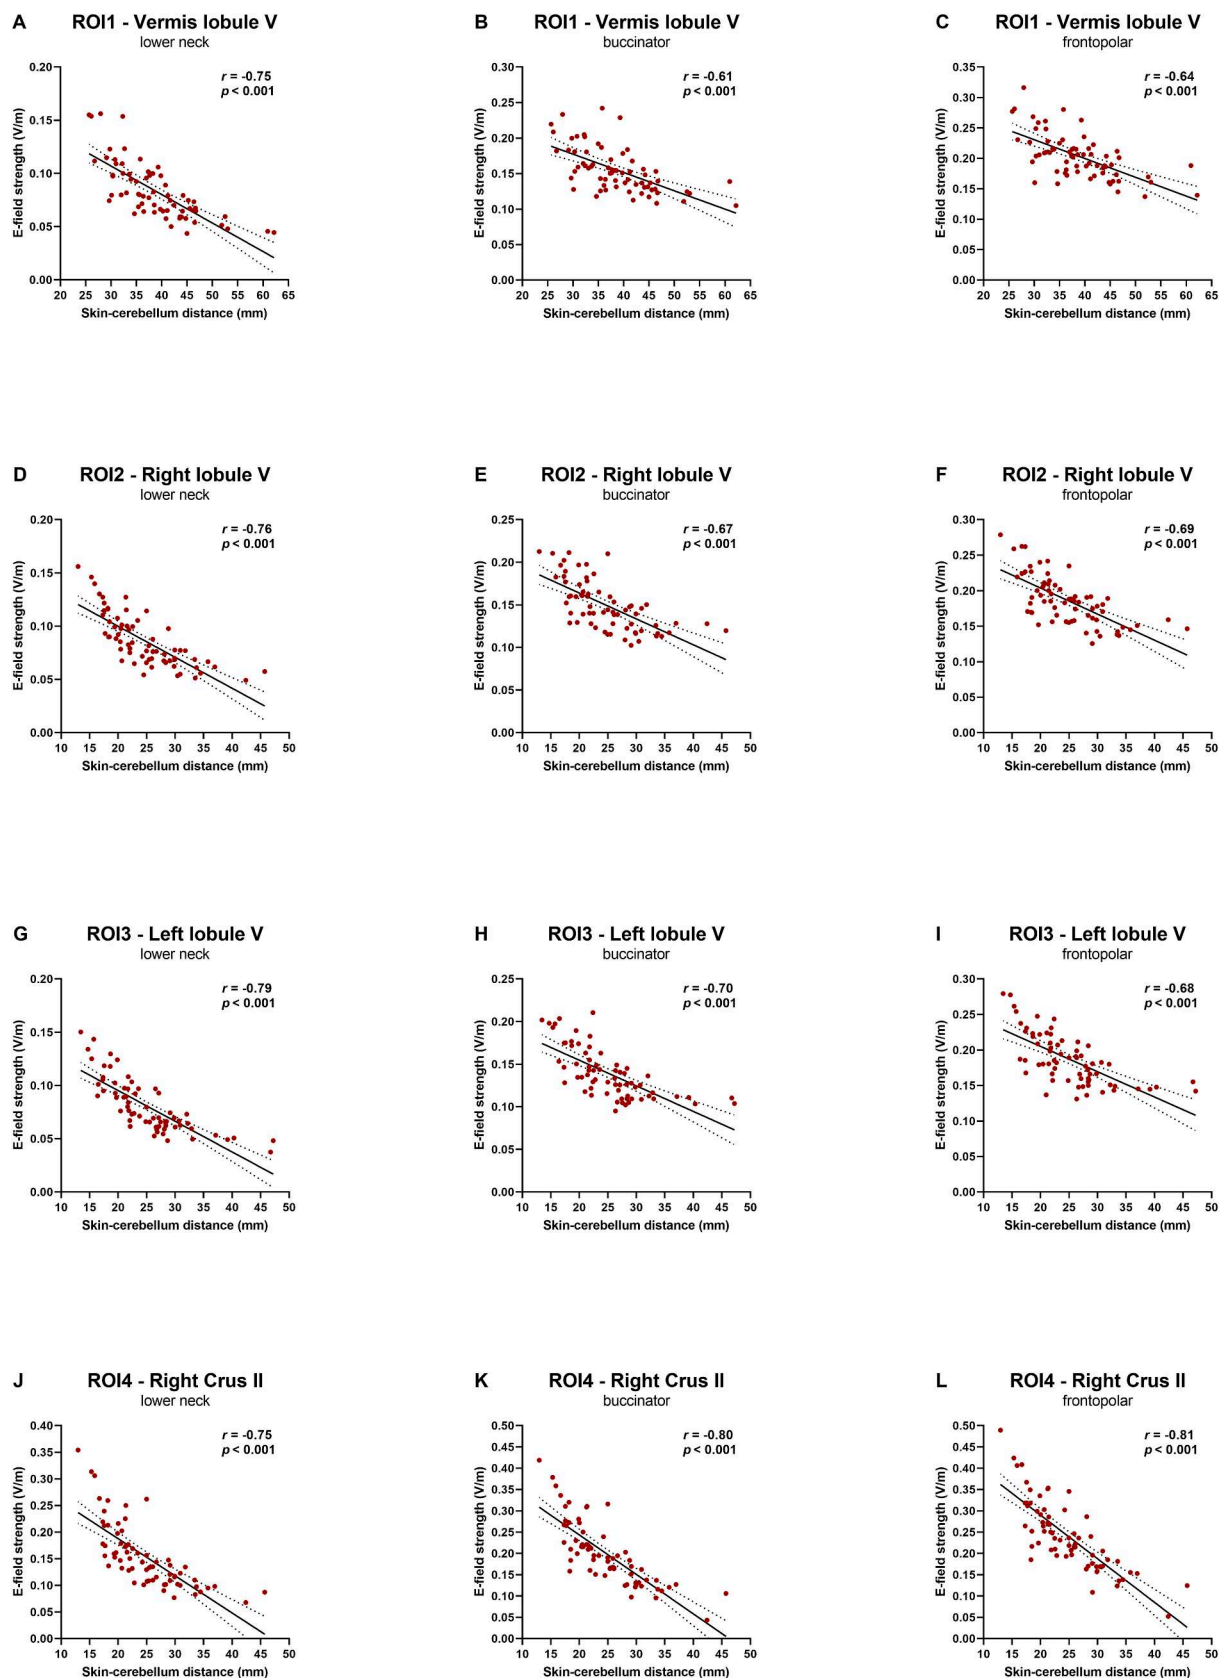 A ROI1 - Vermis lobule V
lower neck
r = -0.75
p < 0.001
E-field strength (V/m)
0.20
0.15
0.10
0.05
0.00
20 25 30 35 40 45 50 55 60 65
Skin-cerebellum distance (mm)
B ROI1 - Vermis lobule V
buccinator
r = -0.61
p < 0.001
E-field strength (V/m)
0.30
0.25
0.20
0.15
0.10
0.05
0.00
20 25 30 35 40 45 50 55 60 65
Skin-cerebellum distance (mm)
C ROI1 - Vermis lobule V
frontopolar
r = -0.64
p < 0.001
E-field strength (V/m)
0.35
0.30
0.25
0.20
0.15
0.10
0.05
0.00
20 25 30 35 40 45 50 55 60 65
Skin-cerebellum distance (mm)
D ROI2 - Right lobule V
lower neck
r = -0.76
p < 0.001
E-field strength (V/m)
0.20
0.15
0.10
0.05
0.00
10 15 20 25 30 35 40 45 50
Skin-cerebellum distance (mm)
E ROI2 - Right lobule V
buccinator
r = -0.67
p < 0.001
E-field strength (V/m)
0.25
0.20
0.15
0.10
0.05
0.00
10 15 20 25 30 35 40 45 50
Skin-cerebellum distance (mm)
F ROI2 - Right lobule V
frontopolar
r = -0.69
p < 0.001
E-field strength (V/m)
0.30
0.25
0.20
0.15
0.10
0.05
0.00
10 15 20 25 30 35 40 45 50
Skin-cerebellum distance (mm)
G ROI3 - Left lobule V
lower neck
r = -0.79
p < 0.001
E-field strength (V/m)
0.20
0.15
0.10
0.05
0.00
10 15 20 25 30 35 40 45 50
Skin-cerebellum distance (mm)
H ROI3 - Left lobule V
buccinator
r = -0.70
p < 0.001
E-field strength (V/m)
0.25
0.20
0.15
0.10
0.05
0.00
10 15 20 25 30 35 40 45 50
Skin-cerebellum distance (mm)
I ROI3 - Left lobule V
frontopolar
r = -0.68
p < 0.001
E-field strength (V/m)
0.30
0.25
0.20
0.15
0.10
0.05
0.00
10 15 20 25 30 35 40 45 50
Skin-cerebellum distance (mm)
J ROI4 - Right Crus II
lower neck
r = -0.75
p < 0.001
E-field strength (V/m)
0.40
0.35
0.30
0.25
0.20
0.15
0.10
0.05
0.00
10 15 20 25 30 35 40 45 50
Skin-cerebellum distance (mm)
K ROI4 - Right Crus II
buccinator
r = -0.80
p < 0.001
E-field strength (V/m)
0.50
0.45
0.40
0.35
0.30
0.25
0.20
0.15
0.10
0.05
0.00
10 15 20 25 30 35 40 45 50
Skin-cerebellum distance (mm)
L ROI4 - Right Crus II
frontopolar
r = -0.81
p < 0.001
E-field strength (V/m)
0.50
0.45
0.40
0.35
0.30
0.25
0.20
0.15
0.10
0.05
0.00
10 15 20 25 30 35 40 45 50
Skin-cerebellum distance (mm)